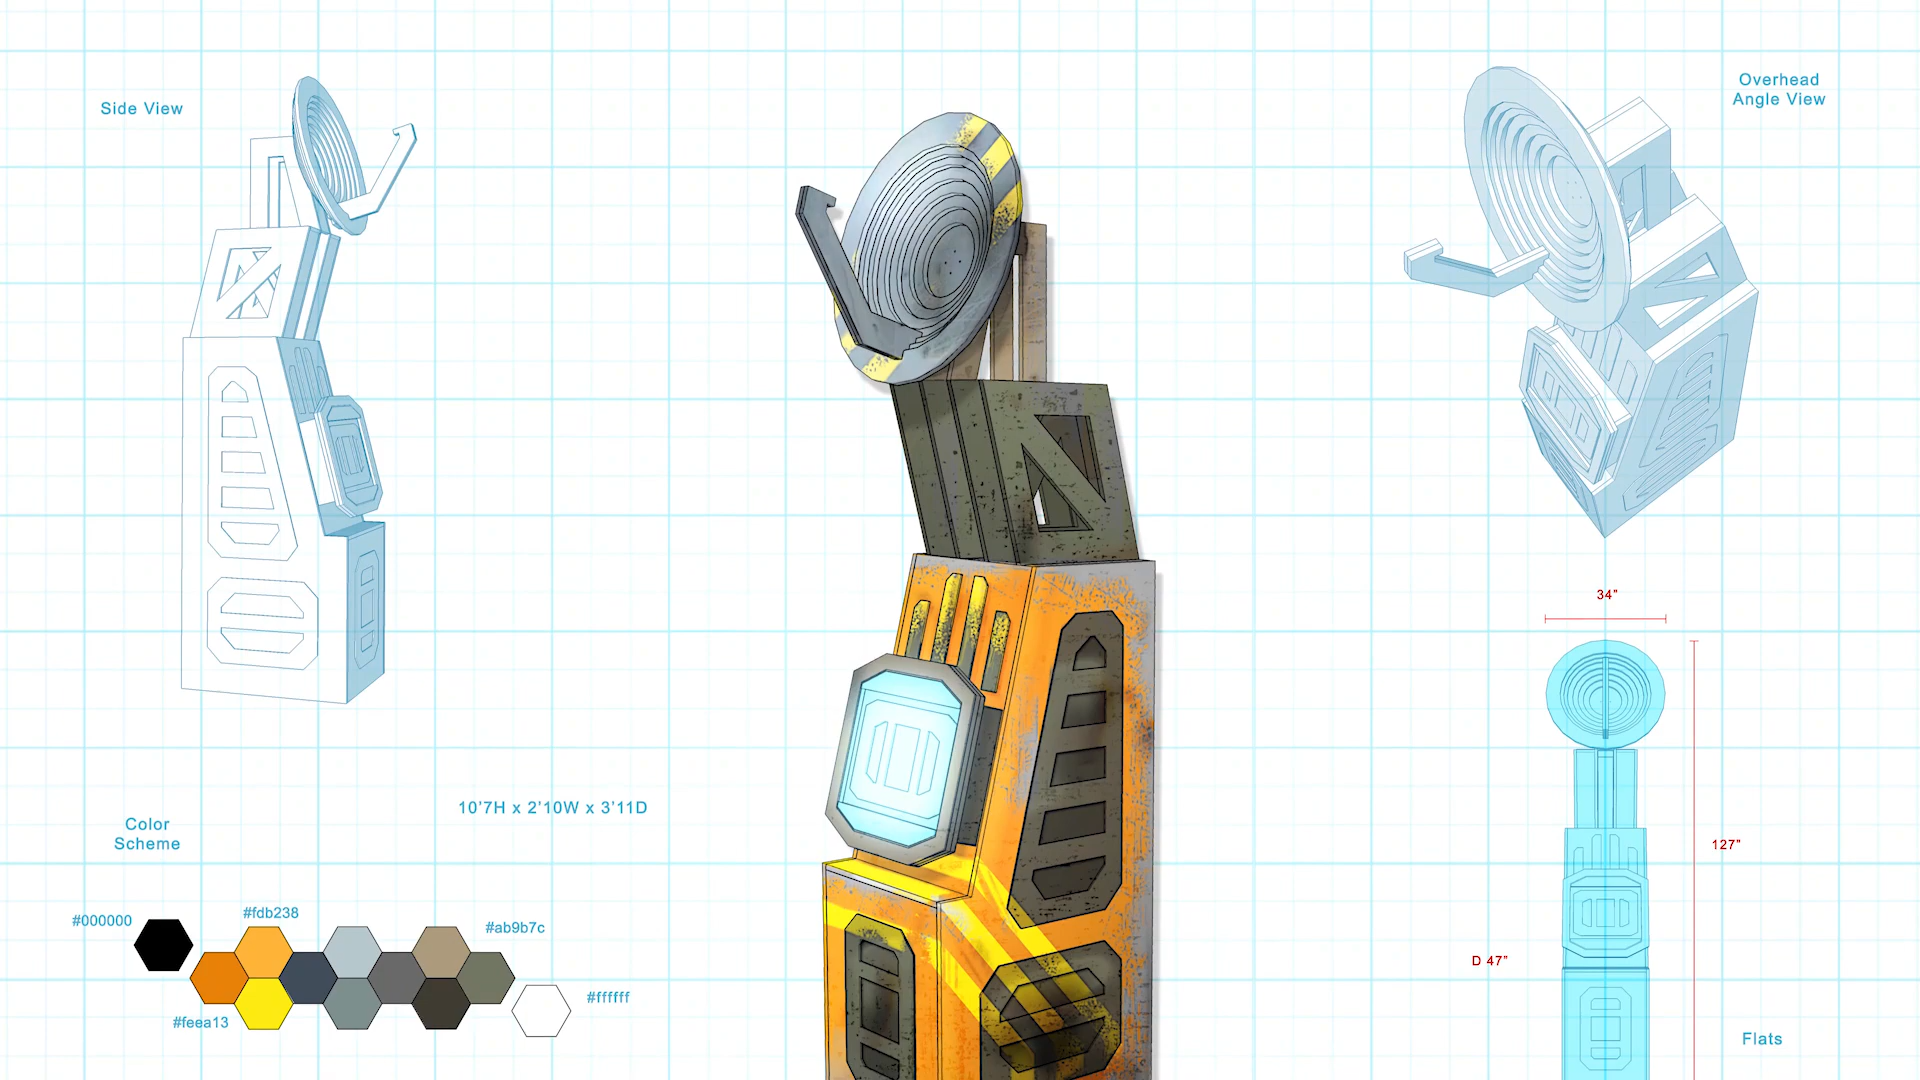 Side View
Overhead
Angle View
34"
127"
D 47"
Flats
10'7H x 2'10W x 3'11D
Color
Scheme
#000000
#fdb238
#ab9b7c
#feea13
#ffffff